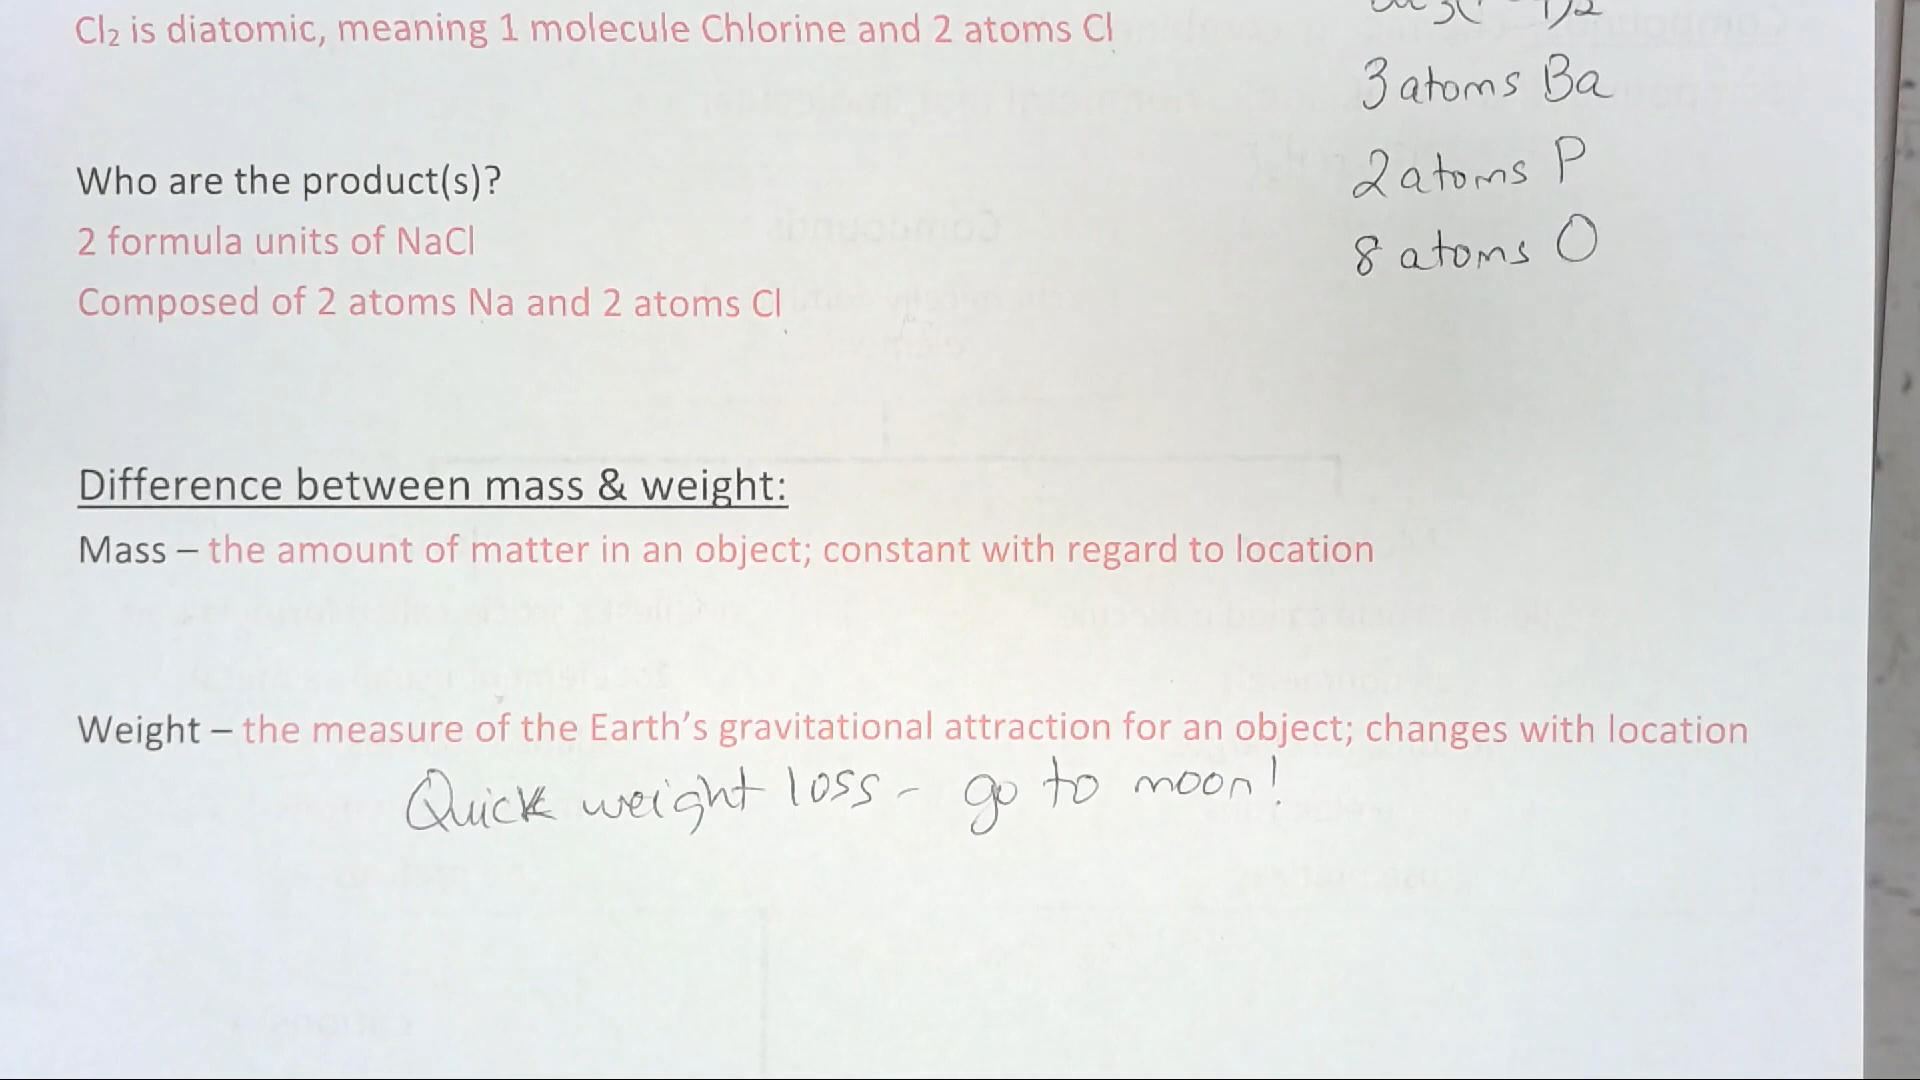 Cl₂ is diatomic, meaning 1 molecule Chlorine and 2 atoms Cl
3 atoms Ba
2 atoms P
8 atoms O
Who are the product(s)?
2 formula units of NaCl
Composed of 2 atoms Na and 2 atoms Cl
Difference between mass & weight:
Mass – the amount of matter in an object; constant with regard to location
Weight – the measure of the Earth's gravitational attraction for an object; changes with location
Quick weight loss - go to moon!